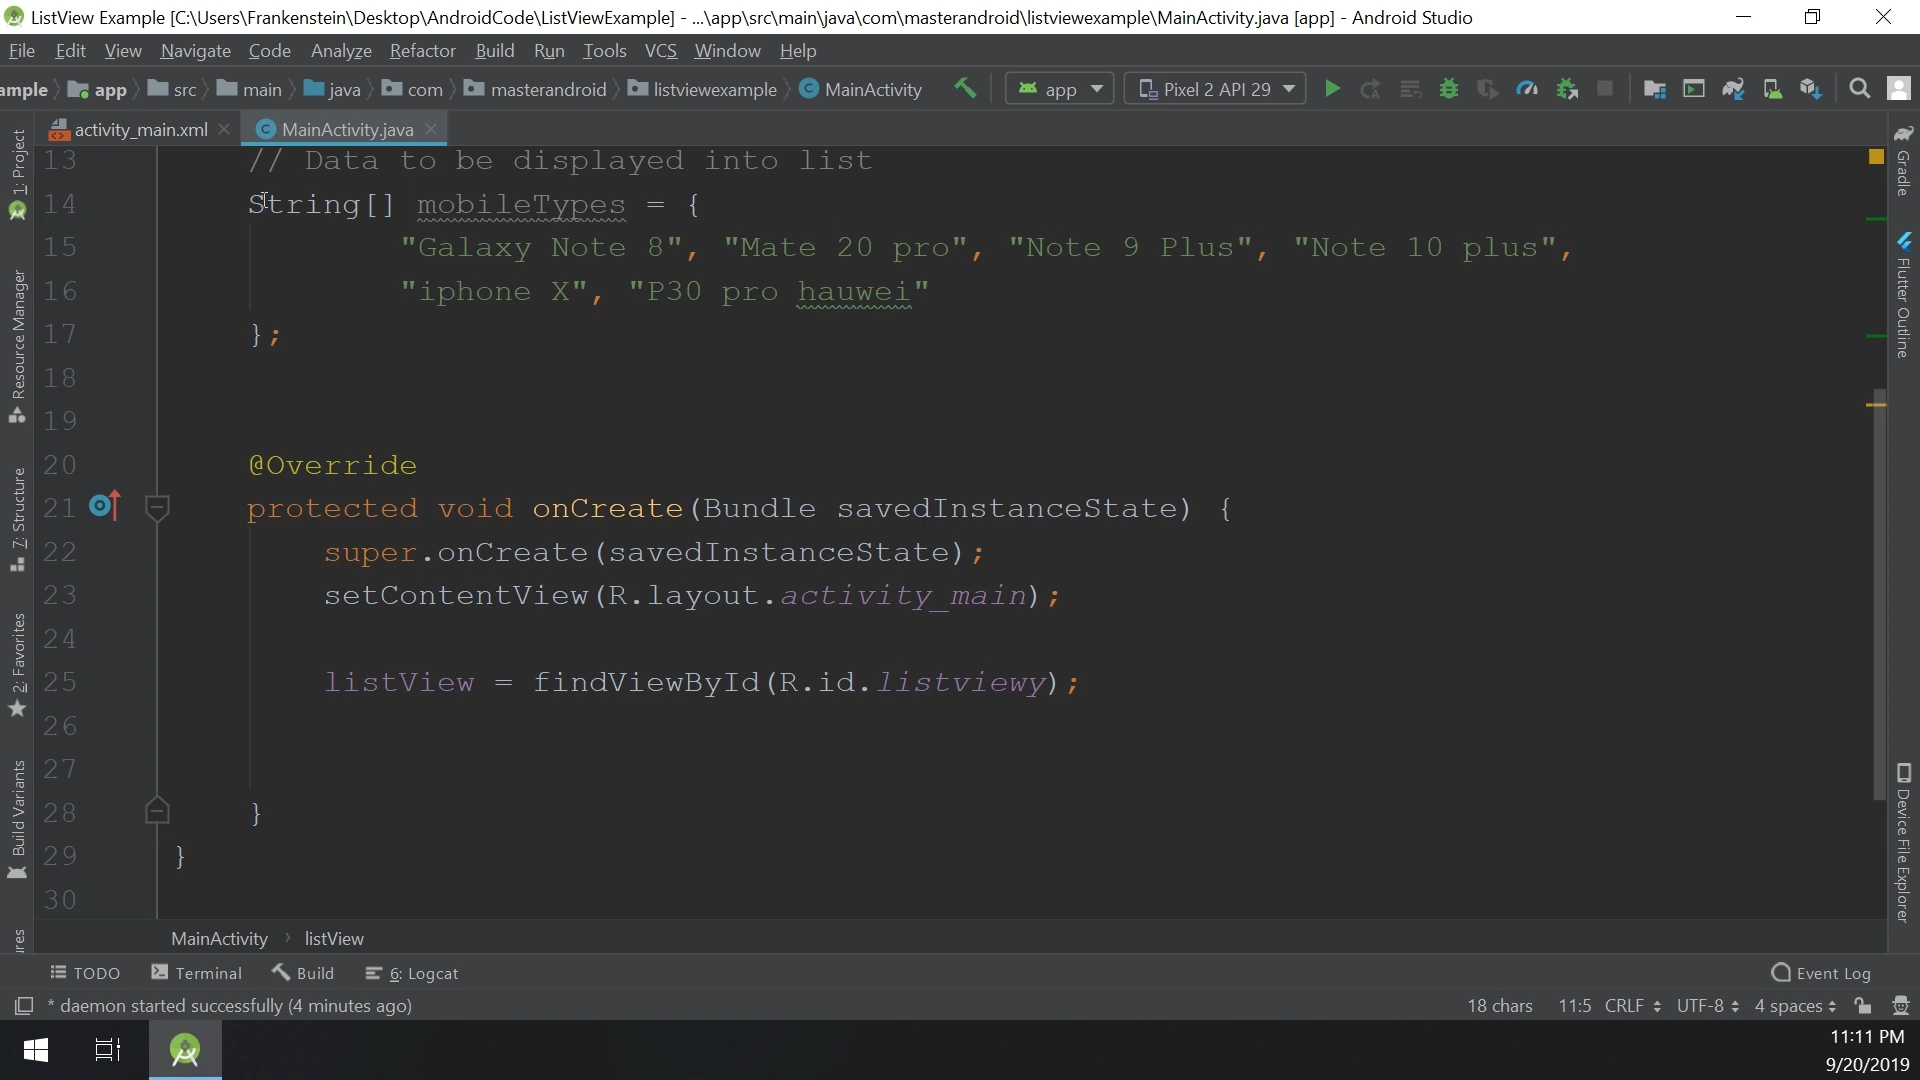 ListView Example [C:\Users\Frankenstein\Desktop\AndroidCode\ListViewExample] - ...\app\src\main\java\com\masterandroid\listviewexample\MainActivity.java [app] - Android Studio
File Edit View Navigate Code Analyze Refactor Build Run Tools VCS Window Help
ample app src main java com masterandroid listviewexample MainActivity app Pixel 2 API 29
activity_main.xml MainActivity.java
13 // Data to be displayed into list
14 String[] mobileTypes = {
15 "Galaxy Note 8", "Mate 20 pro", "Note 9 Plus", "Note 10 plus",
16 "iphone X", "P30 pro hauwei"
17 };
18
19
20 @Override
21 protected void onCreate(Bundle savedInstanceState) {
22 super.onCreate(savedInstanceState);
23 setContentView(R.layout.activity_main);
24
25 listView = findViewById(R.id.listviewy);
26
27
28 }
29 }
30
1: Project
Resource Manager
7: Structure
2: Favorites
Build Variants
res
Gradle
Flutter Outline
Device File Explorer
MainActivity listView
TODO Terminal Build 6: Logcat Event Log
* daemon started successfully (4 minutes ago) 18 chars 11:5 CRLF UTF-8 4 spaces
11:11 PM
9/20/2019